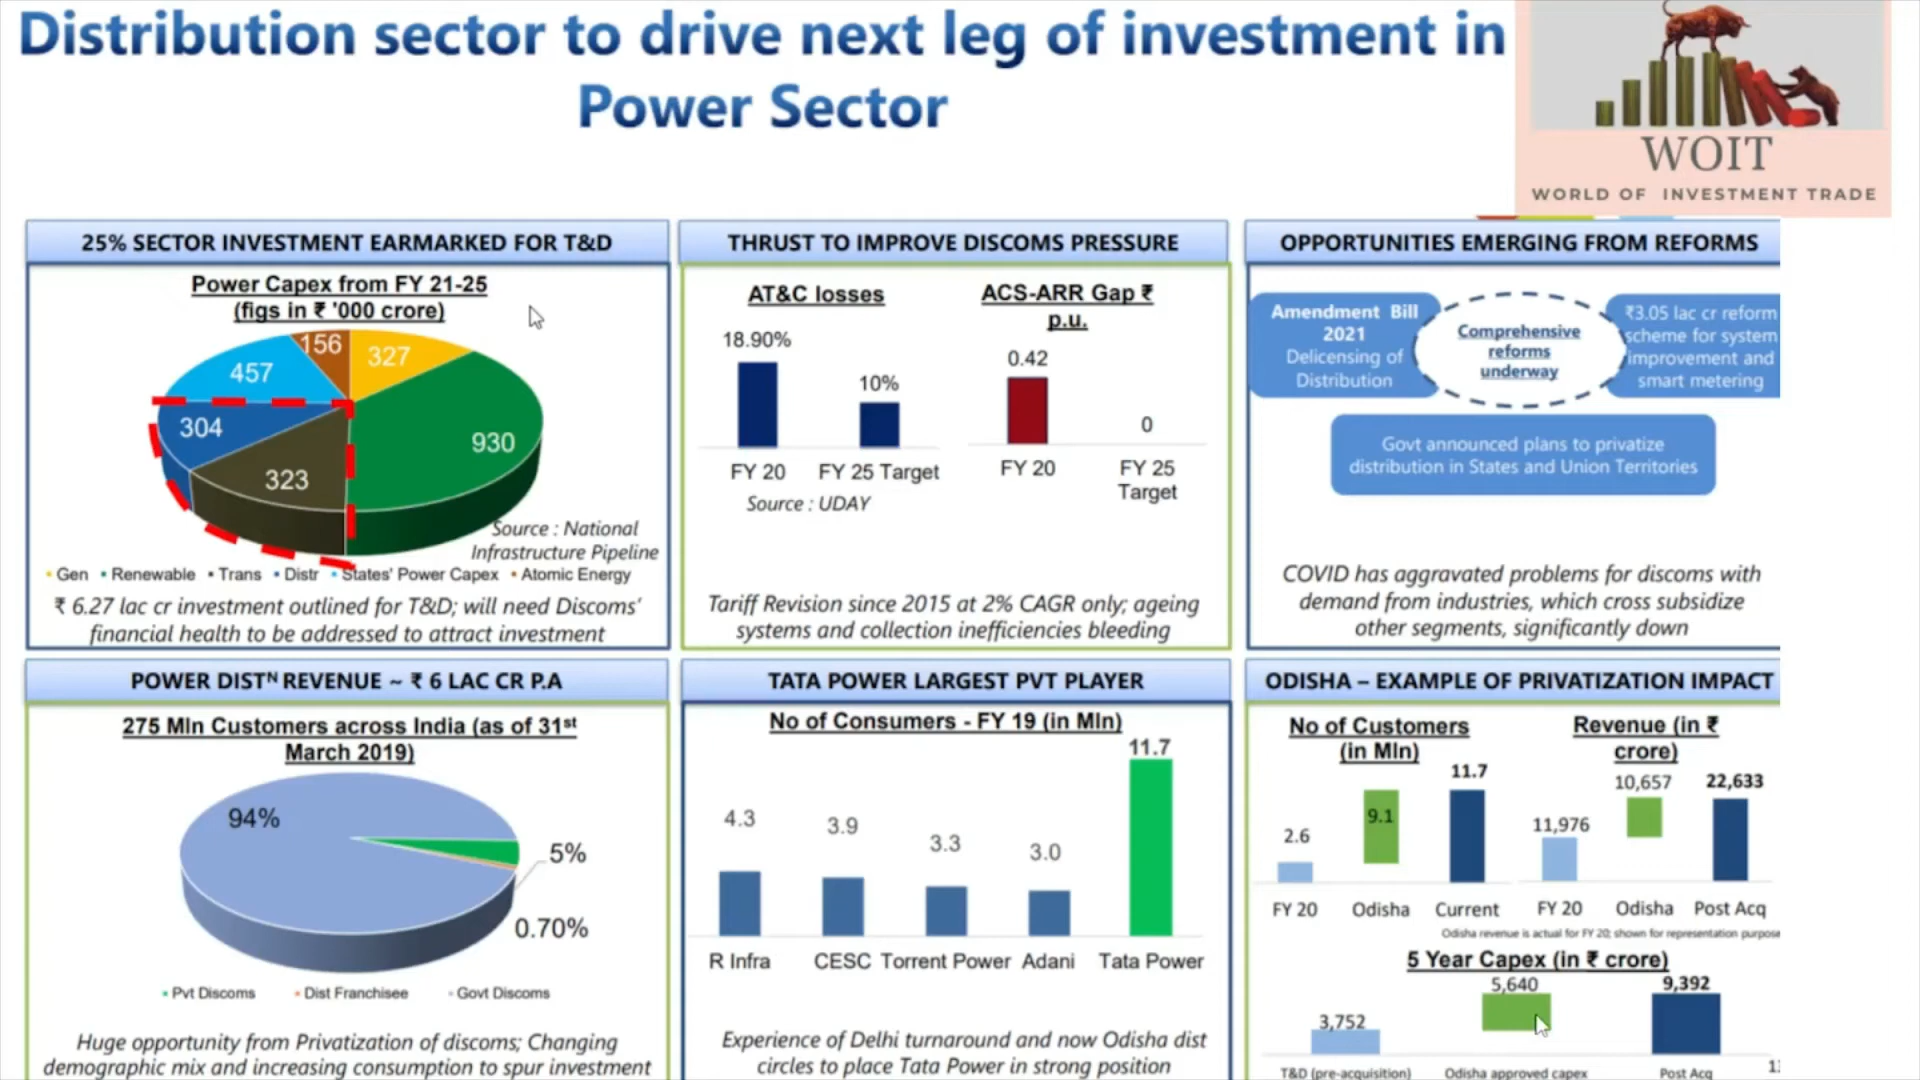 Distribution sector to drive next leg of investment in
Power Sector
WOIT
WORLD OF INVESTMENT TRADE
25% SECTOR INVESTMENT EARMARKED FOR T&D
Power Capex from FY 21-25
(figs in ₹ '000 crore)
156
327
457
304
930
323
Source : National
Infrastructure Pipeline
Gen
Renewable
Trans
Distr
States' Power Capex
Atomic Energy
₹ 6.27 lac cr investment outlined for T&D; will need Discoms'
financial health to be addressed to attract investment
THRUST TO IMPROVE DISCOMS PRESSURE
AT&C losses
18.90%
10%
FY 20
FY 25 Target
Source : UDAY
ACS-ARR Gap ₹
p.u.
0.42
0
FY 20
FY 25
Target
Tariff Revision since 2015 at 2% CAGR only; ageing
systems and collection inefficiencies bleeding
OPPORTUNITIES EMERGING FROM REFORMS
Amendment Bill
2021
Delicensing of
Distribution
Comprehensive
reforms
underway
₹3.05 lac cr reform
scheme for system
improvement and
smart metering
Govt announced plans to privatize
distribution in States and Union Territories
COVID has aggravated problems for discoms with
demand from industries, which cross subsidize
other segments, significantly down
POWER DISTᴺ REVENUE ~ ₹ 6 LAC CR P.A
275 Mln Customers across India (as of 31st
March 2019)
94%
5%
0.70%
Pvt Discoms
Dist Franchisee
Govt Discoms
Huge opportunity from Privatization of discoms; Changing
demographic mix and increasing consumption to spur investment
TATA POWER LARGEST PVT PLAYER
No of Consumers - FY 19 (in Mln)
4.3
3.9
3.3
3.0
11.7
R Infra
CESC
Torrent Power
Adani
Tata Power
Experience of Delhi turnaround and now Odisha dist
circles to place Tata Power in strong position
ODISHA – EXAMPLE OF PRIVATIZATION IMPACT
No of Customers
(in Mln)
2.6
9.1
11.7
FY 20
Odisha
Current
Revenue (in ₹
crore)
11,976
10,657
22,633
FY 20
Odisha
Post Acq
Odisha revenue is actual for FY 20; shown for representation purpose
5 Year Capex (in ₹ crore)
3,752
5,640
9,392
T&D (pre-acquisition)
Odisha approved capex
Post Acq